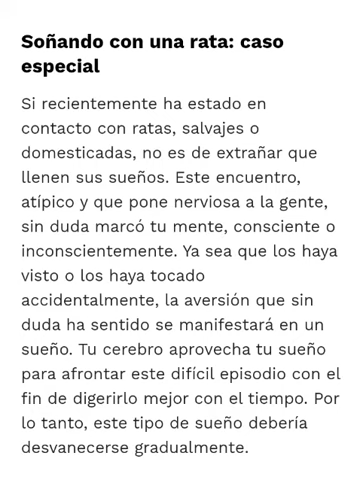 Soñando con una rata: caso
especial
Si recientemente ha estado en
contacto con ratas, salvajes o
domesticadas, no es de extrañar que
llenen sus sueños. Este encuentro,
atípico y que pone nerviosa a la gente,
sin duda marcó tu mente, consciente o
inconscientemente. Ya sea que los haya
visto o los haya tocado
accidentalmente, la aversión que sin
duda ha sentido se manifestará en un
sueño. Tu cerebro aprovecha tu sueño
para afrontar este difícil episodio con el
fin de digerirlo mejor con el tiempo. Por
lo tanto, este tipo de sueño debería
desvanecerse gradualmente.